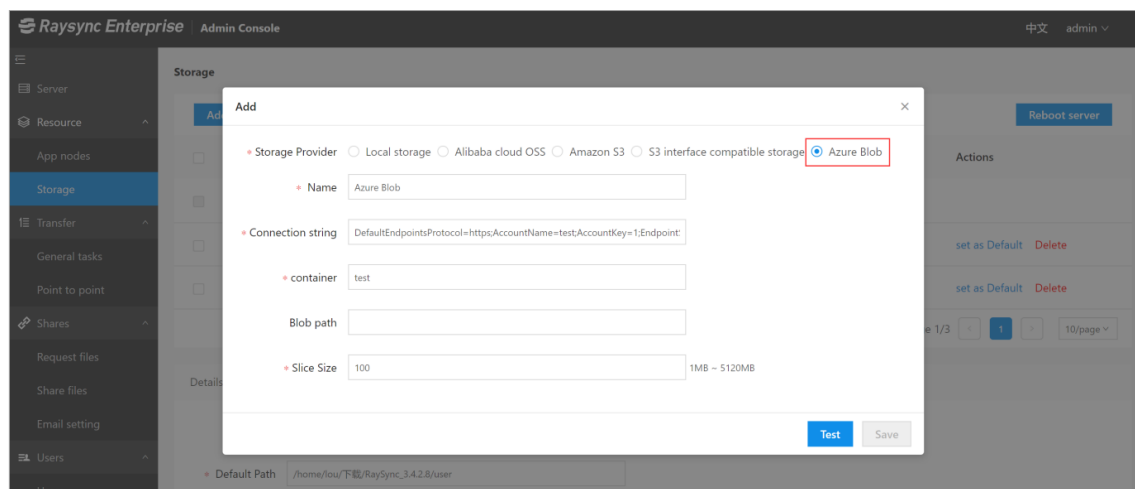 Raysync Enterprise Admin Console 中文 admin
Storage
Server
Add
Ad
Reboot server
Resource
* Storage Provider Local storage Alibaba cloud OSS Amazon S3 S3 interface compatible storage Azure Blob
App nodes
Actions
* Name Azure Blob
Storage
Transfer
* Connection string DefaultEndpointsProtocol=https;AccountName=test;AccountKey=1;Endpoint
set as Default Delete
General tasks
* container test
Point to point
set as Default Delete
Shares
Blob path
e 1/3 1 10/page
Request files
* Slice Size 100 1MB ~ 5120MB
Details
Share files
Email setting
Test Save
Users
* Default Path /home/lou/下载/RaySync_3.4.2.8/user